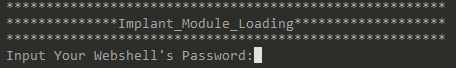 *******************************************************
**************Implant_Module_Loading*******************
*******************************************************
Input Your Webshell's Password: